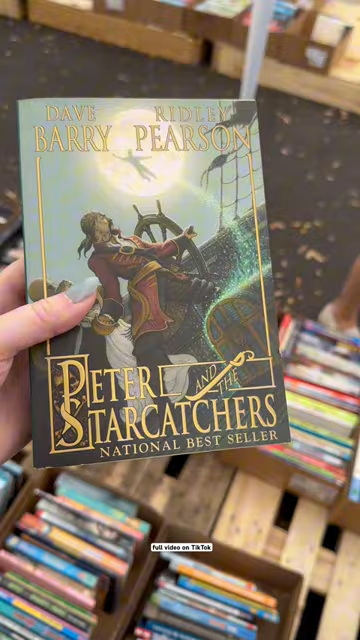 DAVE RIDLEY
BARRY PEARSON
PETER AND THE
STARCATCHERS
NATIONAL BEST SELLER
full video on TikTok